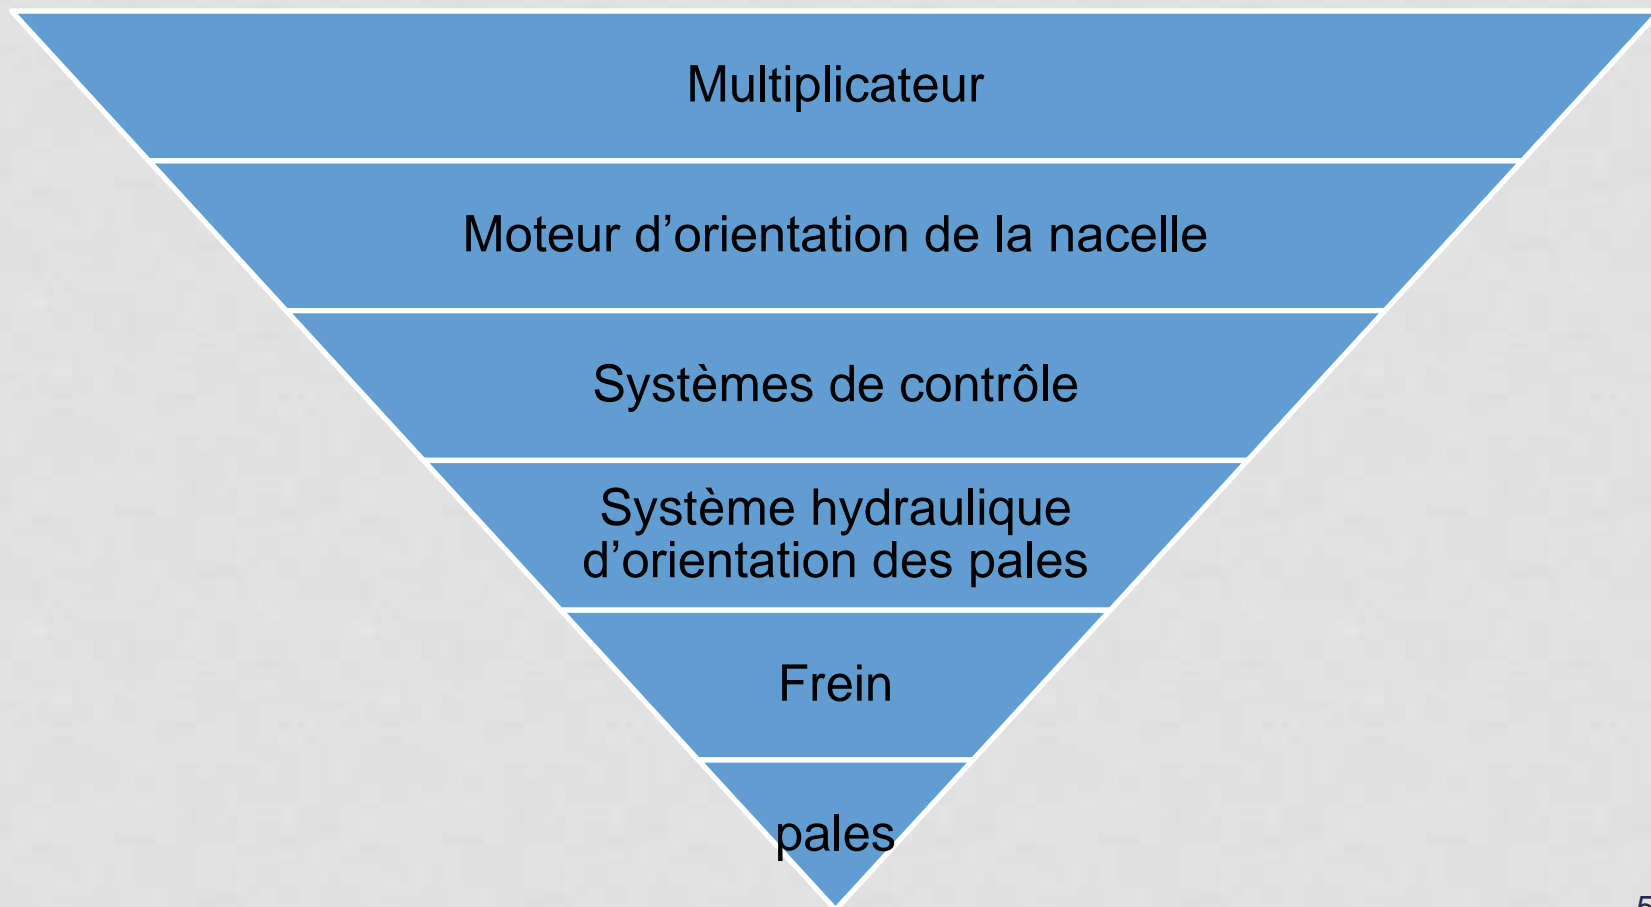 Multiplicateur
Moteur d’orientation de la nacelle
Systèmes de contrôle
Système hydraulique
d’orientation des pales
Frein
pales